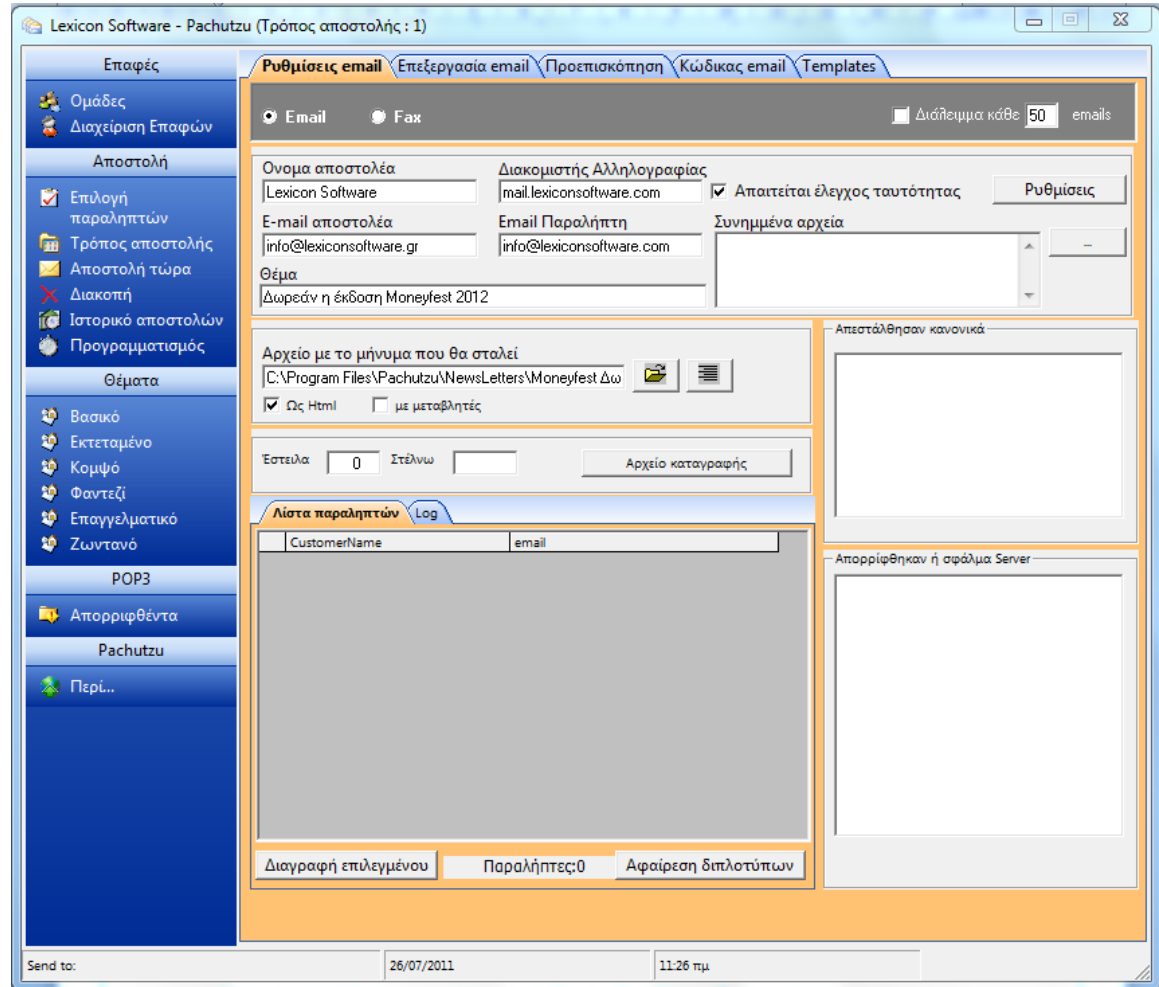 Lexicon Software - Pachutzu (Τρόπος αποστολής : 1)
Επαφές
Ομάδες
Διαχείριση Επαφών
Αποστολή
Επιλογή
παραληπτών
Τρόπος αποστολής
Αποστολή τώρα
Διακοπή
Ιστορικό αποστολών
Προγραμματισμός
Θέματα
Βασικό
Εκτεταμένο
Κομψό
Φαντεζί
Επαγγελματικό
Ζωντανό
POP3
Απορριφθέντα
Pachutzu
Περί...
Ρυθμίσεις email Επεξεργασία email Προεπισκόπηση Κώδικας email Templates
Email Fax Διάλειμμα κάθε 50 emails
Ονομα αποστολέα Διακομιστής Αλληλογραφίας
Lexicon Software mail.lexiconsoftware.com Απαιτείται έλεγχος ταυτότητας Ρυθμίσεις
E-mail αποστολέα Email Παραλήπτη Συνημμένα αρχεία
info@lexiconsoftware.gr info@lexiconsoftware.com ...
Θέμα
Δωρεάν η έκδοση Moneyfest 2012
Αρχείο με το μήνυμα που θα σταλεί
C:\Program Files\Pachutzu\NewsLetters\Moneyfest Δω
Ως Html με μεταβλητές
Έστειλα 0 Στέλνω Αρχείο καταγραφής
Λίστα παραληπτών Log
CustomerName email
Διαγραφή επιλεγμένου Παραλήπτες:0 Αφαίρεση διπλοτύπων
Απεστάλθησαν κανονικά
Απορρίφθηκαν ή σφάλμα Server
Send to: 26/07/2011 11:26 πμ